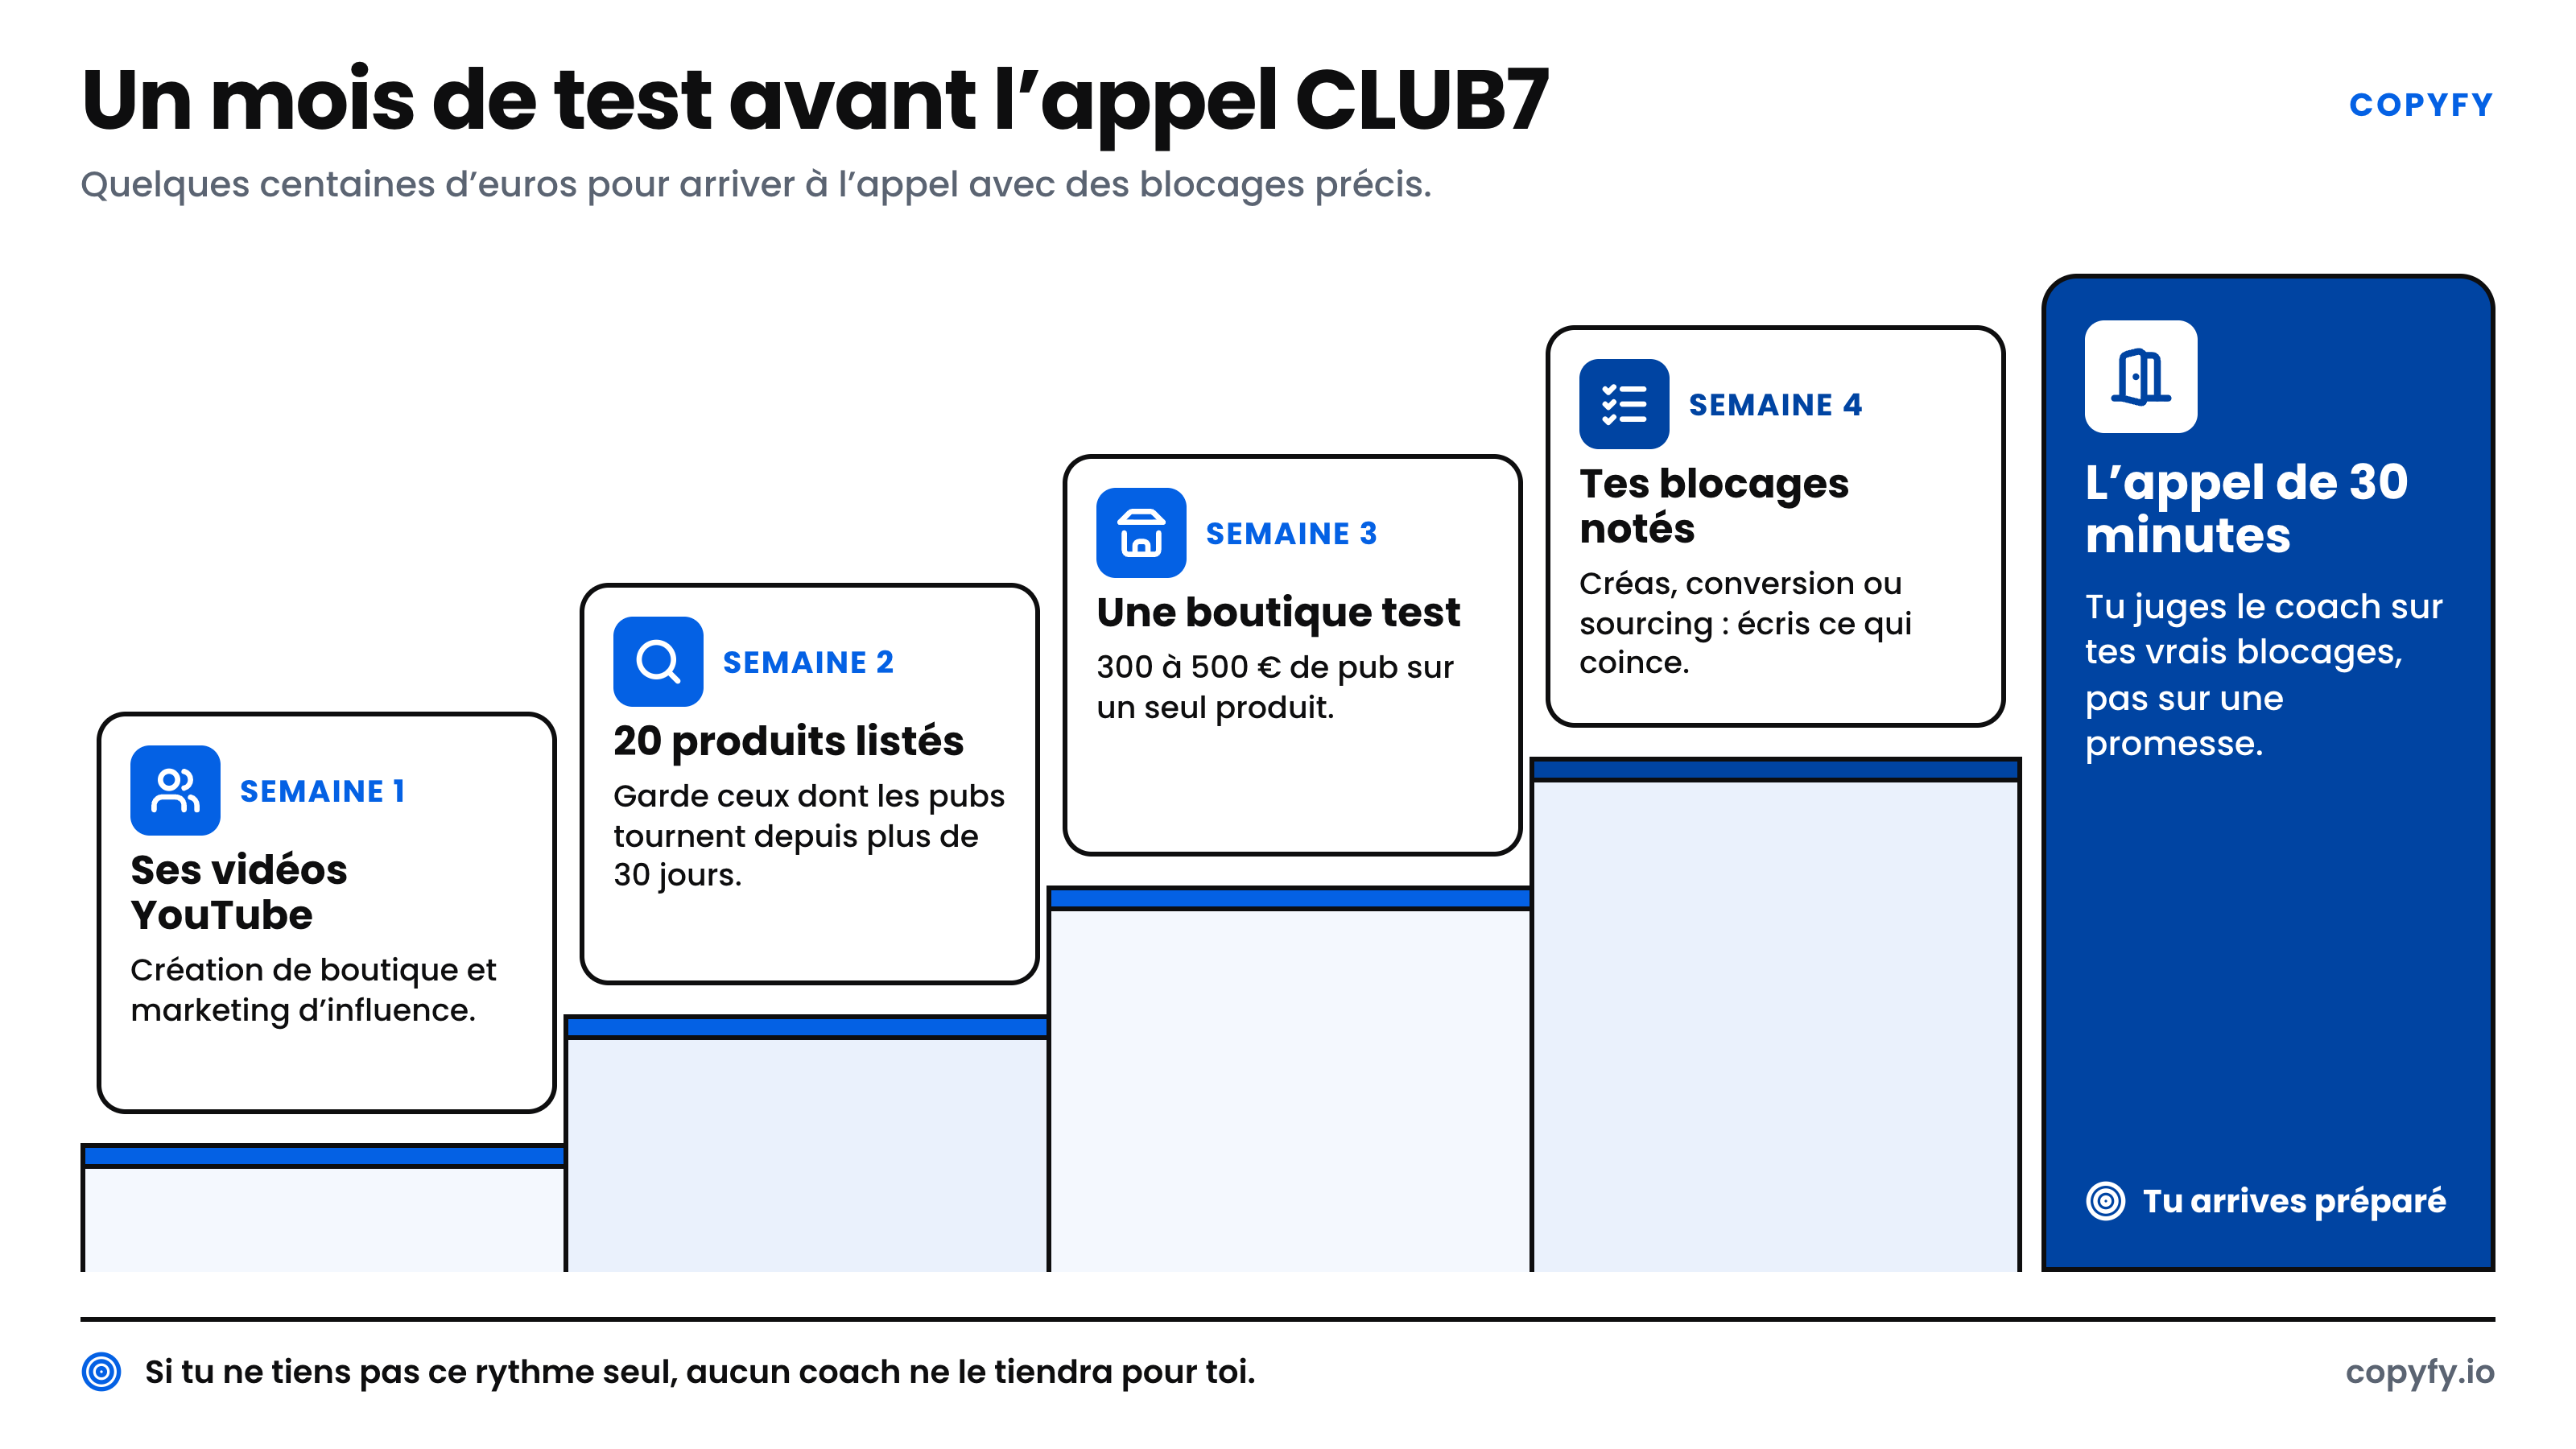 Un mois de test avant l’appel CLUB7
COPYFY
Quelques centaines d’euros pour arriver à l’appel avec des blocages précis.
SEMAINE 1
Ses vidéos
YouTube
Création de boutique et
marketing d’influence.
SEMAINE 2
20 produits listés
Garde ceux dont les pubs
tournent depuis plus de
30 jours.
SEMAINE 3
Une boutique test
300 à 500 € de pub sur
un seul produit.
SEMAINE 4
Tes blocages
notés
Créas, conversion ou
sourcing : écris ce qui
coince.
L’appel de 30
minutes
Tu juges le coach sur
tes vrais blocages,
pas sur une
promesse.
Tu arrives préparé
Si tu ne tiens pas ce rythme seul, aucun coach ne le tiendra pour toi.
copyfy.io